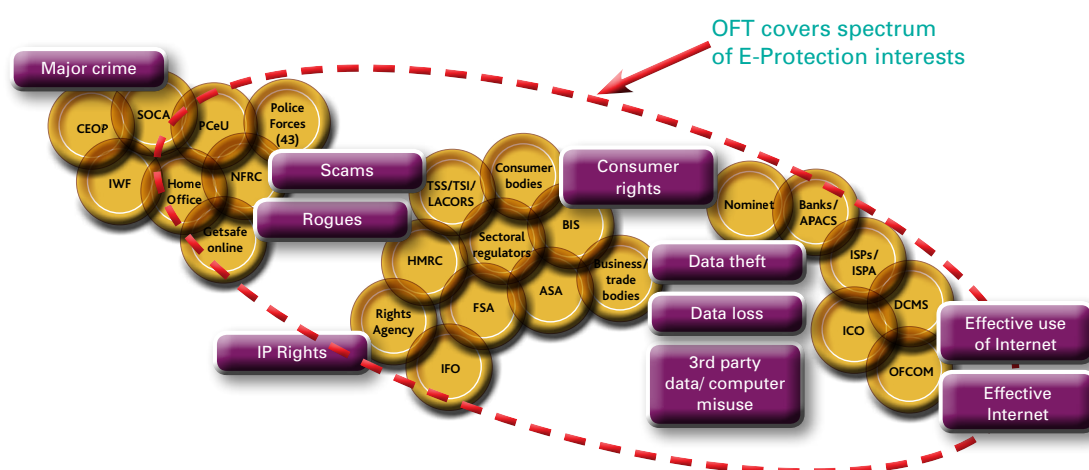 OFT covers spectrum
of E-Protection interests
Major crime
CEOP
SOCA
PCeU
Police
Forces
(43)
IWF
Home
Office
NFRC
Getsafe
online
Scams
Rogues
IP Rights
TSS/TSI/
LACORS
Consumer
bodies
HMRC
Sectoral
regulators
BIS
Business/
trade
bodies
Rights
Agency
FSA
ASA
IFO
Consumer
rights
Data theft
Data loss
3rd party
data/ computer
misuse
Nominet
Banks/
APACS
ISPs/
ISPA
DCMS
ICO
OFCOM
Effective use
of Internet
Effective
Internet